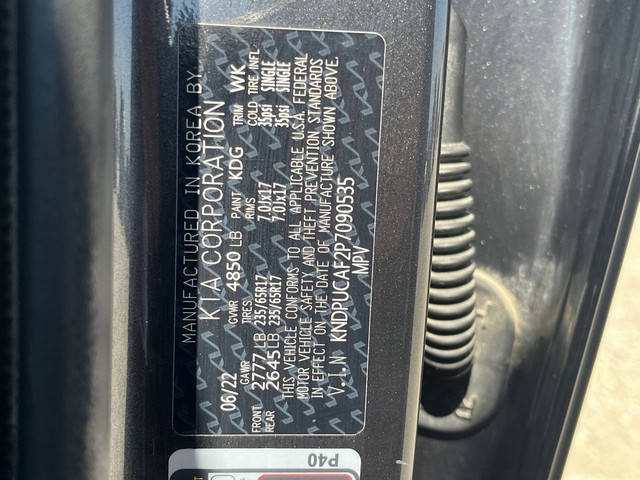 MANUFACTURED IN KOREA BY
KIA CORPORATION
06/22 GVWR 4850 LB PAINT KDG TRIM WK
GAWR TIRES RIMS COLD TIRE INFL
FRONT 2777 LB 235/65R17 7.0Jx17 35psi SINGLE
REAR 2645LB 235/65R17 7.0Jx17 35psi SINGLE
THIS VEHICLE CONFORMS TO ALL APPLICABLE U.S.A. FEDERAL
MOTOR VEHICLE SAFETY AND THEFT PREVENTION STANDARDS
IN EFFECT ON THE DATE OF MANUFACTURE SHOWN ABOVE.
V.I.N KNDPUCAF2P7090535
MPV
P40